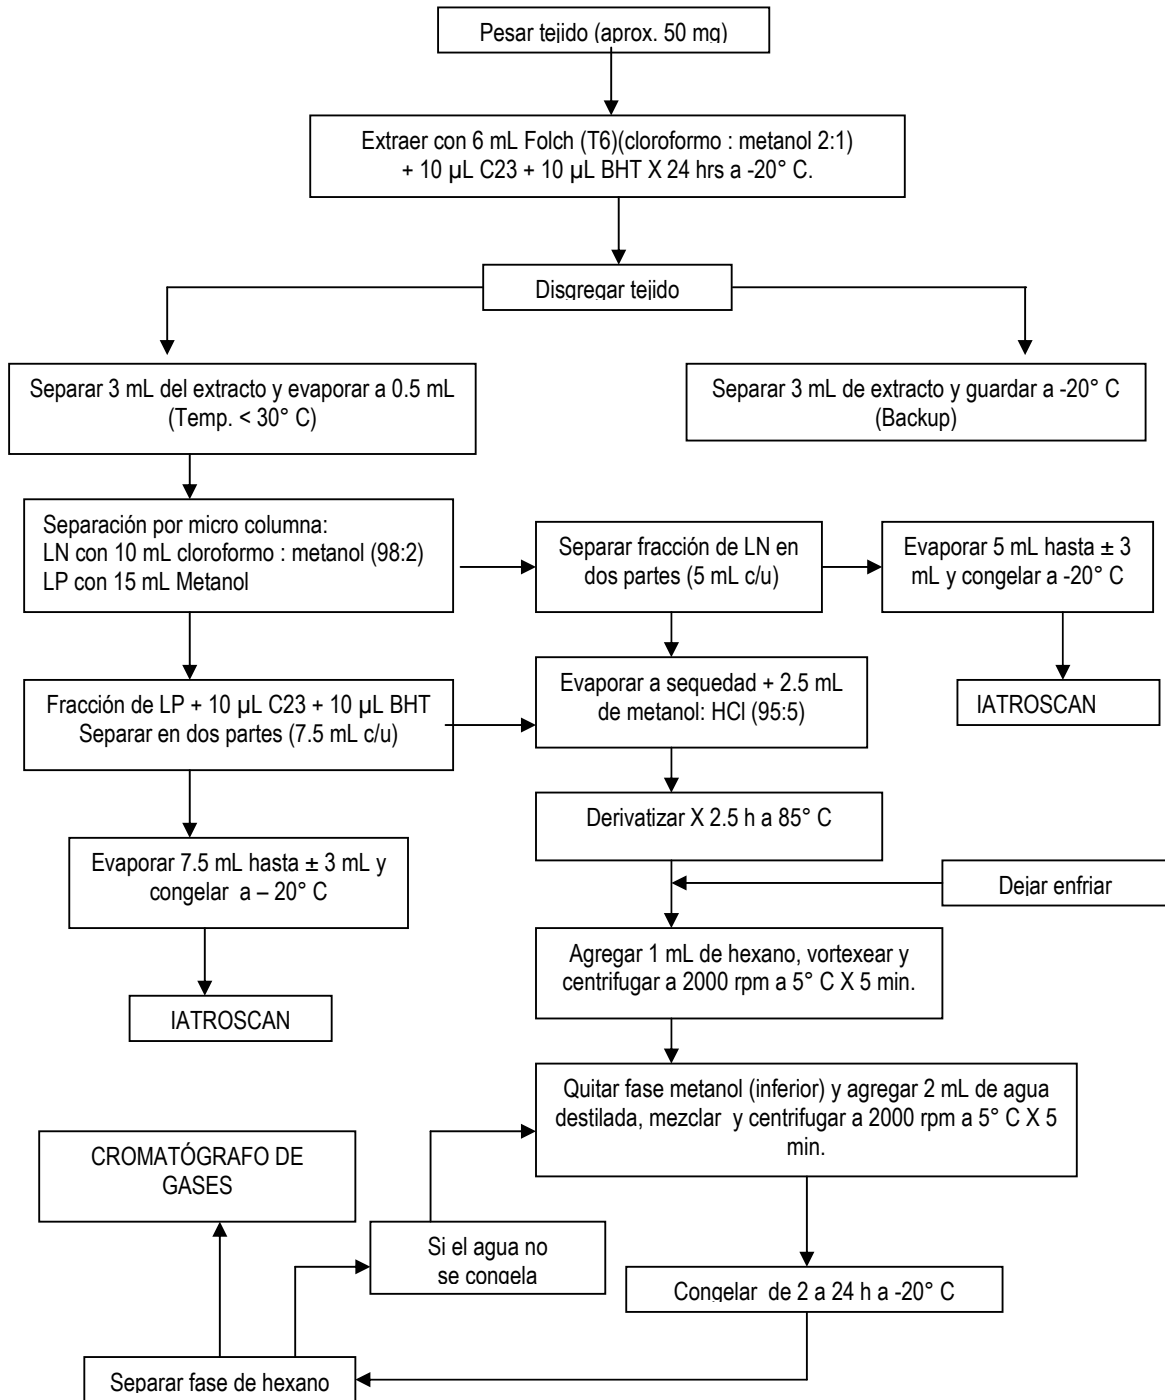 Pesar tejido (aprox. 50 mg)
Extraer con 6 mL Folch (T6)(cloroformo : metanol 2:1)
+ 10 µL C23 + 10 µL BHT X 24 hrs a -20° C.
Disgregar tejido
Separar 3 mL del extracto y evaporar a 0.5 mL
(Temp. < 30° C)
Separar 3 mL de extracto y guardar a -20° C
(Backup)
Separación por micro columna:
LN con 10 mL cloroformo : metanol (98:2)
LP con 15 mL Metanol
Separar fracción de LN en
dos partes (5 mL c/u)
Evaporar 5 mL hasta ± 3
mL y congelar a -20° C
IATROSCAN
Fracción de LP + 10 µL C23 + 10 µL BHT
Separar en dos partes (7.5 mL c/u)
Evaporar a sequedad + 2.5 mL
de metanol: HCl (95:5)
Derivatizar X 2.5 h a 85° C
Evaporar 7.5 mL hasta ± 3 mL y
congelar a – 20° C
Dejar enfriar
IATROSCAN
Agregar 1 mL de hexano, vortexear y
centrifugar a 2000 rpm a 5° C X 5 min.
Quitar fase metanol (inferior) y agregar 2 mL de agua
destilada, mezclar y centrifugar a 2000 rpm a 5° C X 5
min.
CROMATÓGRAFO DE
GASES
Si el agua no
se congela
Congelar de 2 a 24 h a -20° C
Separar fase de hexano